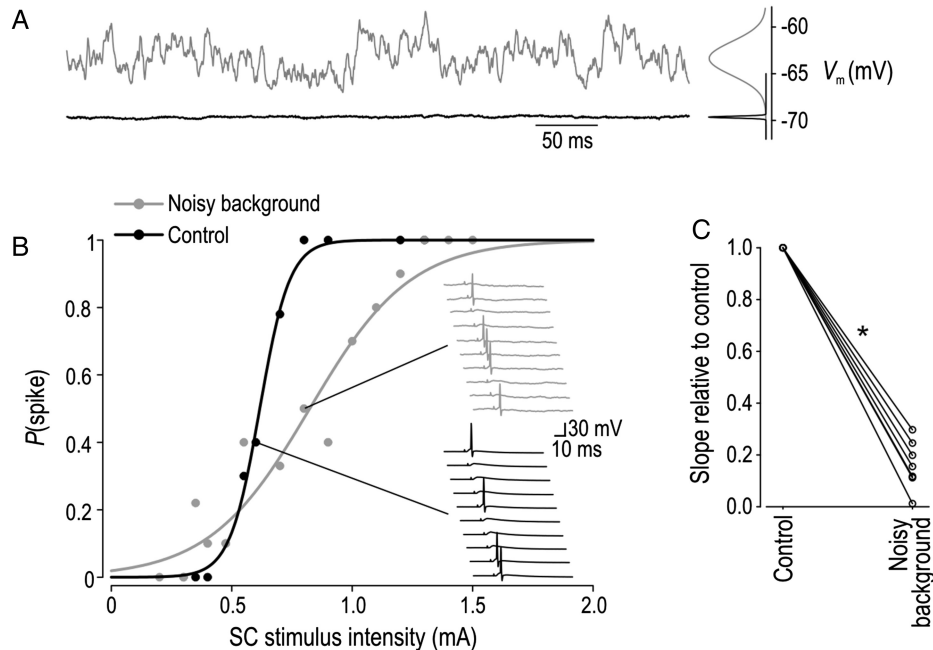 A
-60
-65
-70
Vm (mV)
50 ms
Noisy background
Control
B
P(spike)
1
0.8
0.6
0.4
0.2
0
0
0.5
1.0
1.5
2.0
SC stimulus intensity (mA)
30 mV
10 ms
C
Slope relative to control
1.0
0.8
0.6
0.4
0.2
0.0
*
Control
Noisy
background